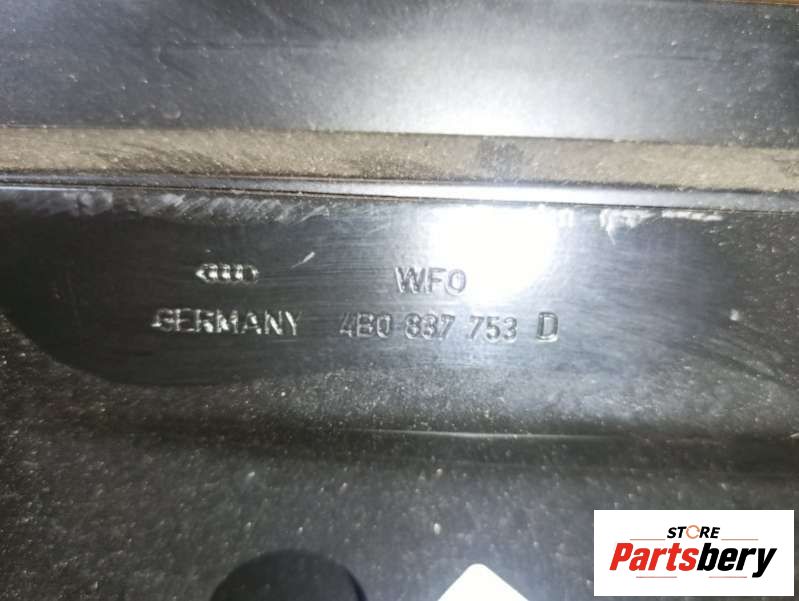 WFO
GERMANY 4B0 837 753 D
STORE
Partsbery